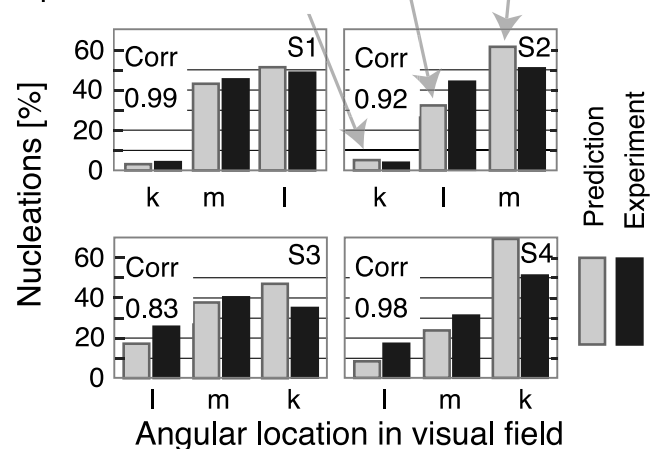 Nucleations [%]
60
40
20
0
Corr
0.99
S1
k m l
Corr
0.92
S2
k l m
60
40
20
0
Corr
0.83
S3
l m k
Corr
0.98
S4
l m k
Angular location in visual field
Prediction
Experiment